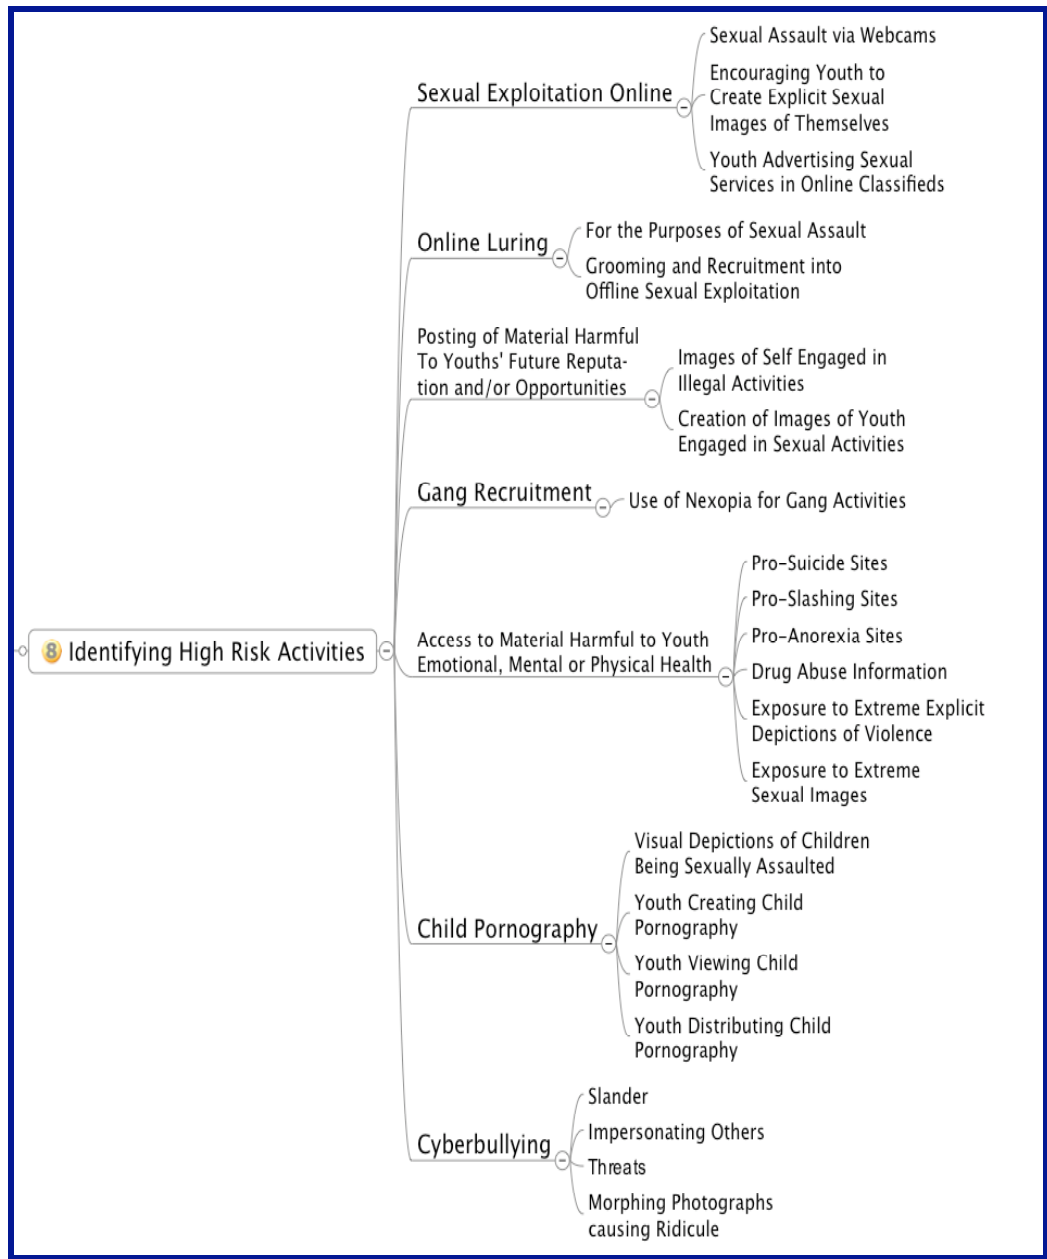 Sexual Assault via Webcams
Sexual Exploitation Online
Encouraging Youth to
Create Explicit Sexual
Images of Themselves
Youth Advertising Sexual
Services in Online Classifieds
Online Luring
For the Purposes of Sexual Assault
Grooming and Recruitment into
Offline Sexual Exploitation
Posting of Material Harmful
To Youths' Future Reputa-
tion and/or Opportunities
Images of Self Engaged in
Illegal Activities
Creation of Images of Youth
Engaged in Sexual Activities
Gang Recruitment
Use of Nexopia for Gang Activities
8 Identifying High Risk Activities
Access to Material Harmful to Youth
Emotional, Mental or Physical Health
Pro-Suicide Sites
Pro-Slashing Sites
Pro-Anorexia Sites
Drug Abuse Information
Exposure to Extreme Explicit
Depictions of Violence
Exposure to Extreme
Sexual Images
Child Pornography
Visual Depictions of Children
Being Sexually Assaulted
Youth Creating Child
Pornography
Youth Viewing Child
Pornography
Youth Distributing Child
Pornography
Cyberbullying
Slander
Impersonating Others
Threats
Morphing Photographs
causing Ridicule